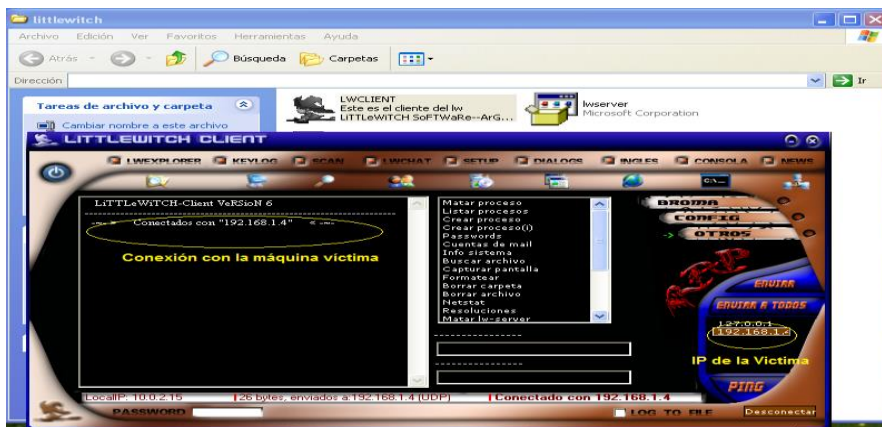 littlewitch
Archivo Edición Ver Favoritos Herramientas Ayuda
Atrás Búsqueda Carpetas
Dirección Ir
Tareas de archivo y carpeta
Cambiar nombre a este archivo
LWCLIENT
Este es el cliente del lw
LiTTLeWiTCH SoFTWaRe--ArG...
lwserver
Microsoft Corporation
LITTLEWITCH CLIENT
LWEXPLORER KEYLOG SCAN LWCHAT SETUP DIALOGS INGLES CONSOLA NEWS
LiTTLeWiTCH-Client VeRSioN 6
Conectados con "192.168.1.4"
Conexión con la máquina víctima
Matar proceso
Listar procesos
Crear proceso
Crear proceso(i)
Passwords
Cuentas de mail
Info sistema
Buscar archivo
Capturar pantalla
Formatear
Borrar carpeta
Borrar archivo
Netstat
Resoluciones
Matar lw-server
BROMA
CONFIG
OTROS
ENVIAR
ENVIAR A TODOS
127.0.0.1
192.168.1.4
IP de la Victima
PING
LocalIP: 10.0.2.15 26 bytes, enviados a:192.168.1.4 (UDP) Conectado con 192.168.1.4
PASSWORD LOG TO FILE Desconectar